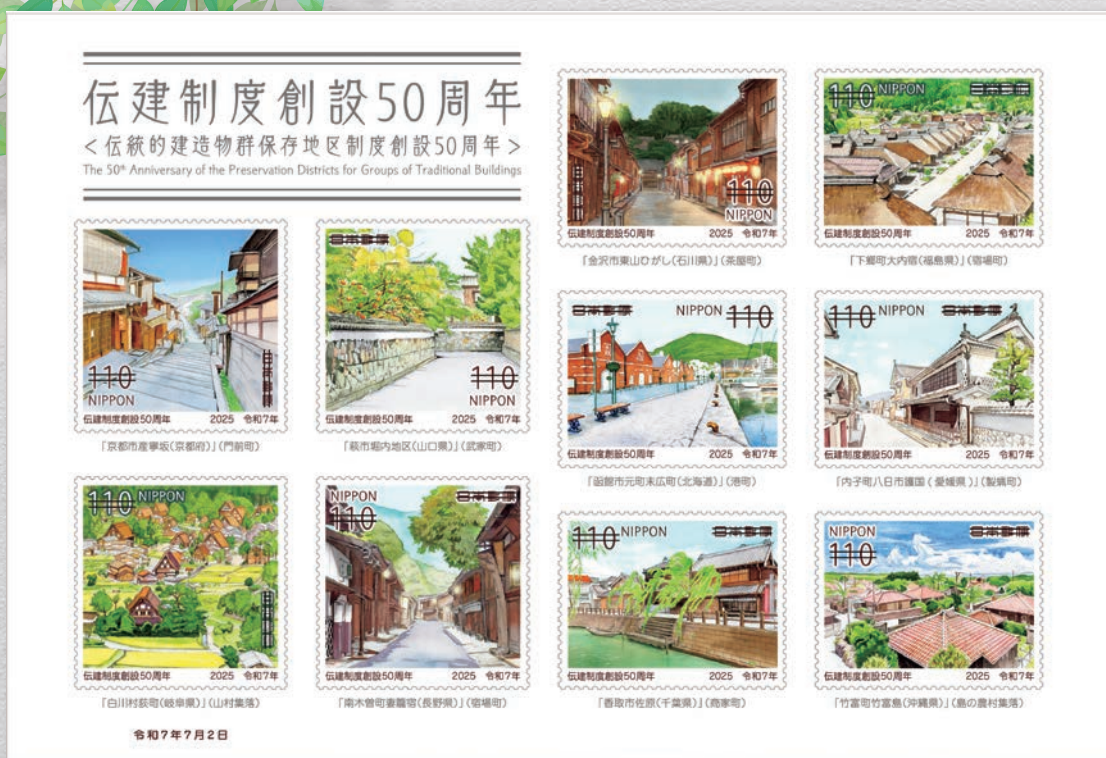 伝建制度創設50周年
<伝統的建造物群保存地区制度創設50周年>
The 50th Anniversary of the Preservation Districts for Groups of Traditional Buildings
110
NIPPON
日本郵便
伝建制度創設50周年 2025 令和7年
「京都市産寧坂(京都府)」(門前町)
日本郵便
110
NIPPON
伝建制度創設50周年 2025 令和7年
「萩市堀内地区(山口県)」(武家町)
110 NIPPON
日本郵便
伝建制度創設50周年 2025 令和7年
「白川村荻町(岐阜県)」(山村集落)
NIPPON 日本郵便
110
伝建制度創設50周年 2025 令和7年
「南木曽町妻籠宿(長野県)」(宿場町)
日本郵便
110
NIPPON
伝建制度創設50周年 2025 令和7年
「金沢市東山ひがし(石川県)」(茶屋町)
110 NIPPON 日本郵便
伝建制度創設50周年 2025 令和7年
「下郷町大内宿(福島県)」(宿場町)
日本郵便 NIPPON 110
伝建制度創設50周年 2025 令和7年
「函館市元町末広町(北海道)」(港町)
110 NIPPON 日本郵便
伝建制度創設50周年 2025 令和7年
「内子町八日市護国(愛媛県)」(製蝋町)
110 NIPPON 日本郵便
伝建制度創設50周年 2025 令和7年
「香取市佐原(千葉県)」(商家町)
NIPPON 日本郵便
110
伝建制度創設50周年 2025 令和7年
「竹富町竹富島(沖縄県)」(島の農村集落)
令和7年7月2日